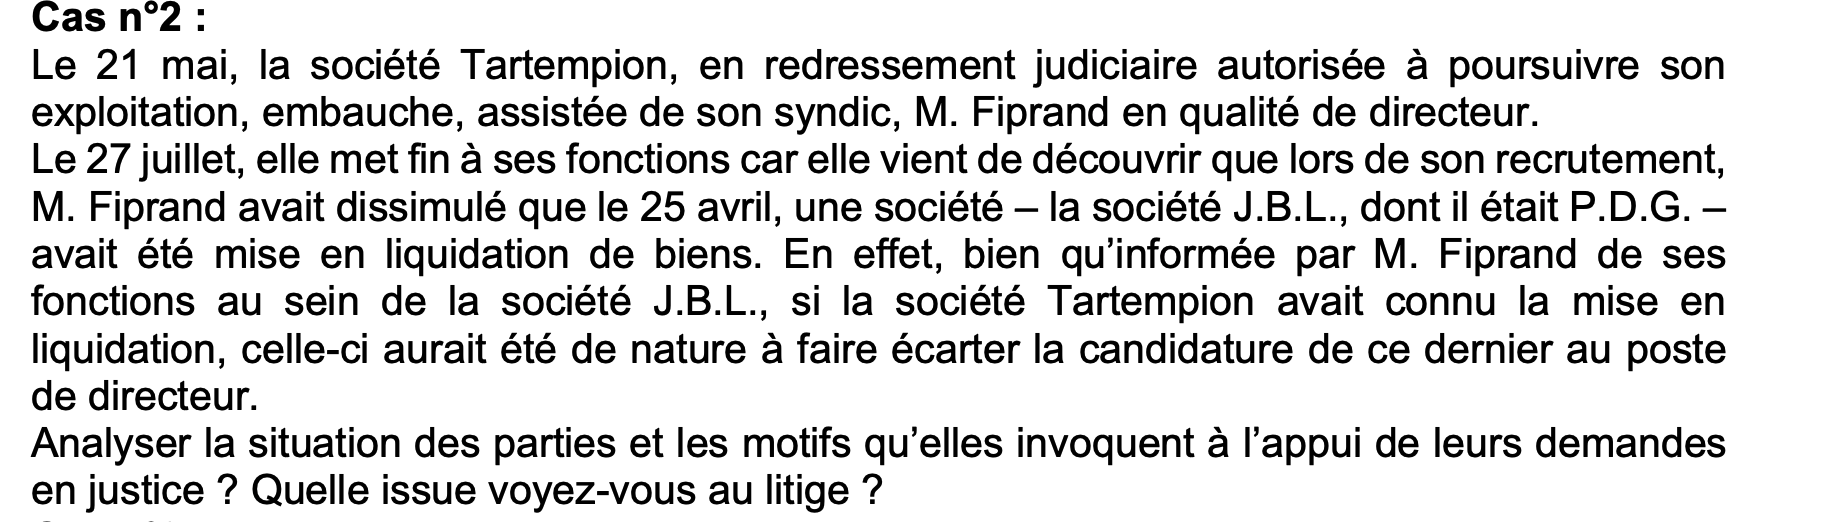 Cas n°2 :
Le 21 mai, la société Tartempion, en redressement judiciaire autorisée à poursuivre son
exploitation, embauche, assistée de son syndic, M. Fiprand en qualité de directeur.
Le 27 juillet, elle met fin à ses fonctions car elle vient de découvrir que lors de son recrutement,
M. Fiprand avait dissimulé que le 25 avril, une société – la société J.B.L., dont il était P.D.G. –
avait été mise en liquidation de biens. En effet, bien qu’informée par M. Fiprand de ses
fonctions au sein de la société J.B.L., si la société Tartempion avait connu la mise en
liquidation, celle-ci aurait été de nature à faire écarter la candidature de ce dernier au poste
de directeur.
Analyser la situation des parties et les motifs qu’elles invoquent à l’appui de leurs demandes
en justice ? Quelle issue voyez-vous au litige ?